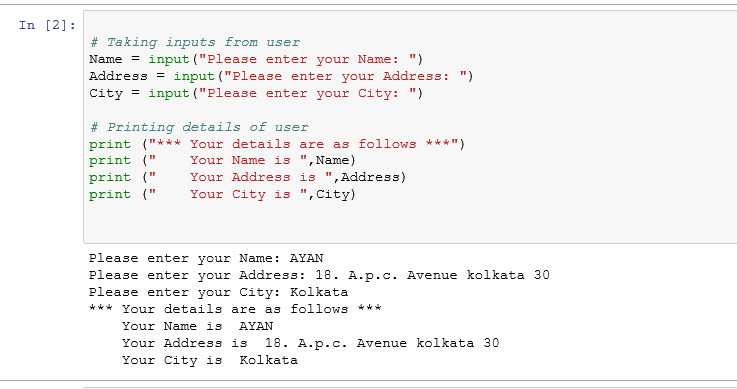 In [2]:
# Taking inputs from user
Name = input("Please enter your Name: ")
Address = input("Please enter your Address: ")
City = input("Please enter your City: ")
# Printing details of user
print ("*** Your details are as follows ***")
print ("    Your Name is ",Name)
print ("    Your Address is ",Address)
print ("    Your City is ",City)
Please enter your Name: AYAN
Please enter your Address: 18. A.p.c. Avenue kolkata 30
Please enter your City: Kolkata
*** Your details are as follows ***
    Your Name is  AYAN
    Your Address is  18. A.p.c. Avenue kolkata 30
    Your City is  Kolkata